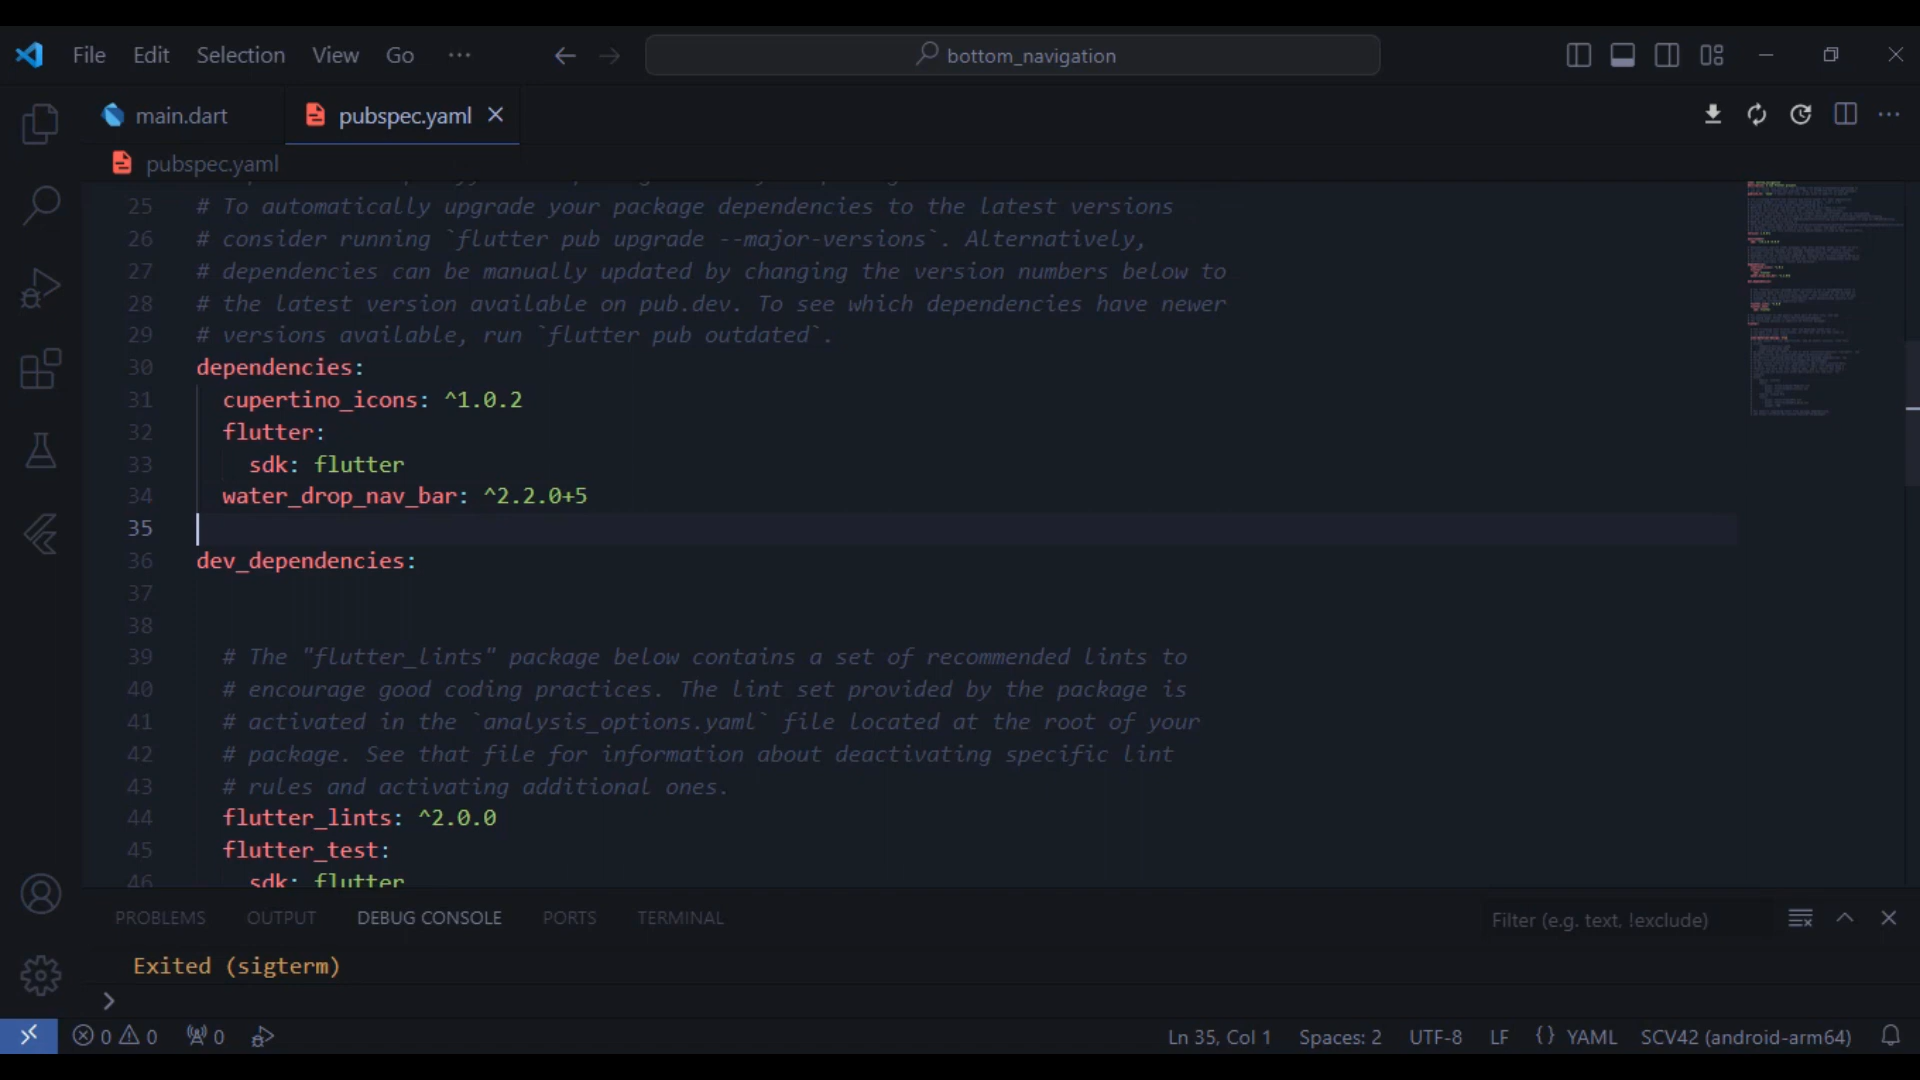 File Edit Selection View Go ··· bottom_navigation
main.dart pubspec.yaml
pubspec.yaml
25 # To automatically upgrade your package dependencies to the latest versions
26 # consider running `flutter pub upgrade --major-versions`. Alternatively,
27 # dependencies can be manually updated by changing the version numbers below to
28 # the latest version available on pub.dev. To see which dependencies have newer
29 # versions available, run `flutter pub outdated`.
30 dependencies:
31 cupertino_icons: ^1.0.2
32 flutter:
33 sdk: flutter
34 water_drop_nav_bar: ^2.2.0+5
35
36 dev_dependencies:
37
38
39 # The "flutter_lints" package below contains a set of recommended lints to
40 # encourage good coding practices. The lint set provided by the package is
41 # activated in the `analysis_options.yaml` file located at the root of your
42 # package. See that file for information about deactivating specific lint
43 # rules and activating additional ones.
44 flutter_lints: ^2.0.0
45 flutter_test:
46 sdk: flutter
PROBLEMS OUTPUT DEBUG CONSOLE PORTS TERMINAL Filter (e.g. text, !exclude)
Exited (sigterm)
0 0 0 Ln 35, Col 1 Spaces: 2 UTF-8 LF {} YAML SCV42 (android-arm64)